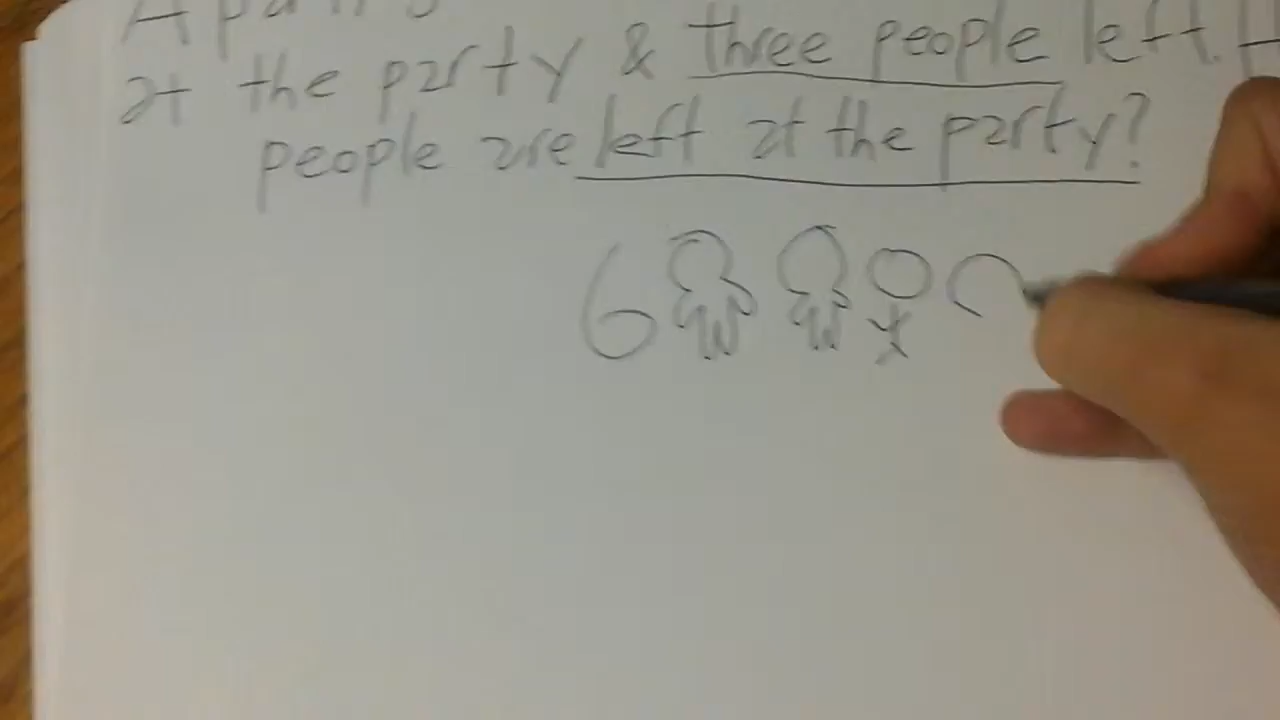 at the party & three people left.
people are left at the party?
6